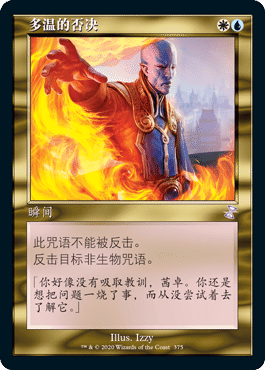 多温的否决
瞬间
此咒语不能被反击。
反击目标非生物咒语。
「你好像没有吸取教训，茜卓。你还是
想把问题一烧了事，而从没尝试着去
了解它。」
Illus. Izzy
™ & © 2020 Wizards of the Coast 375